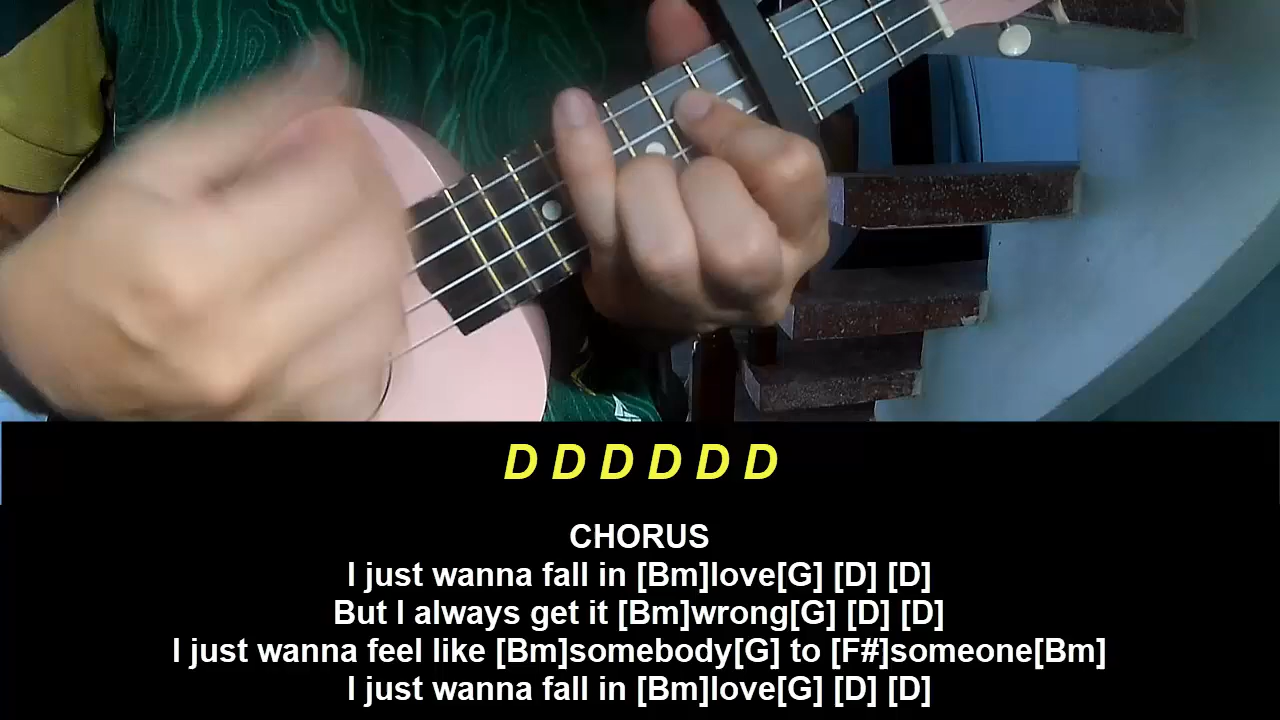 D D D D D D
CHORUS
I just wanna fall in [Bm]love[G] [D] [D]
But I always get it [Bm]wrong[G] [D] [D]
I just wanna feel like [Bm]somebody[G] to [F#]someone[Bm]
I just wanna fall in [Bm]love[G] [D] [D]